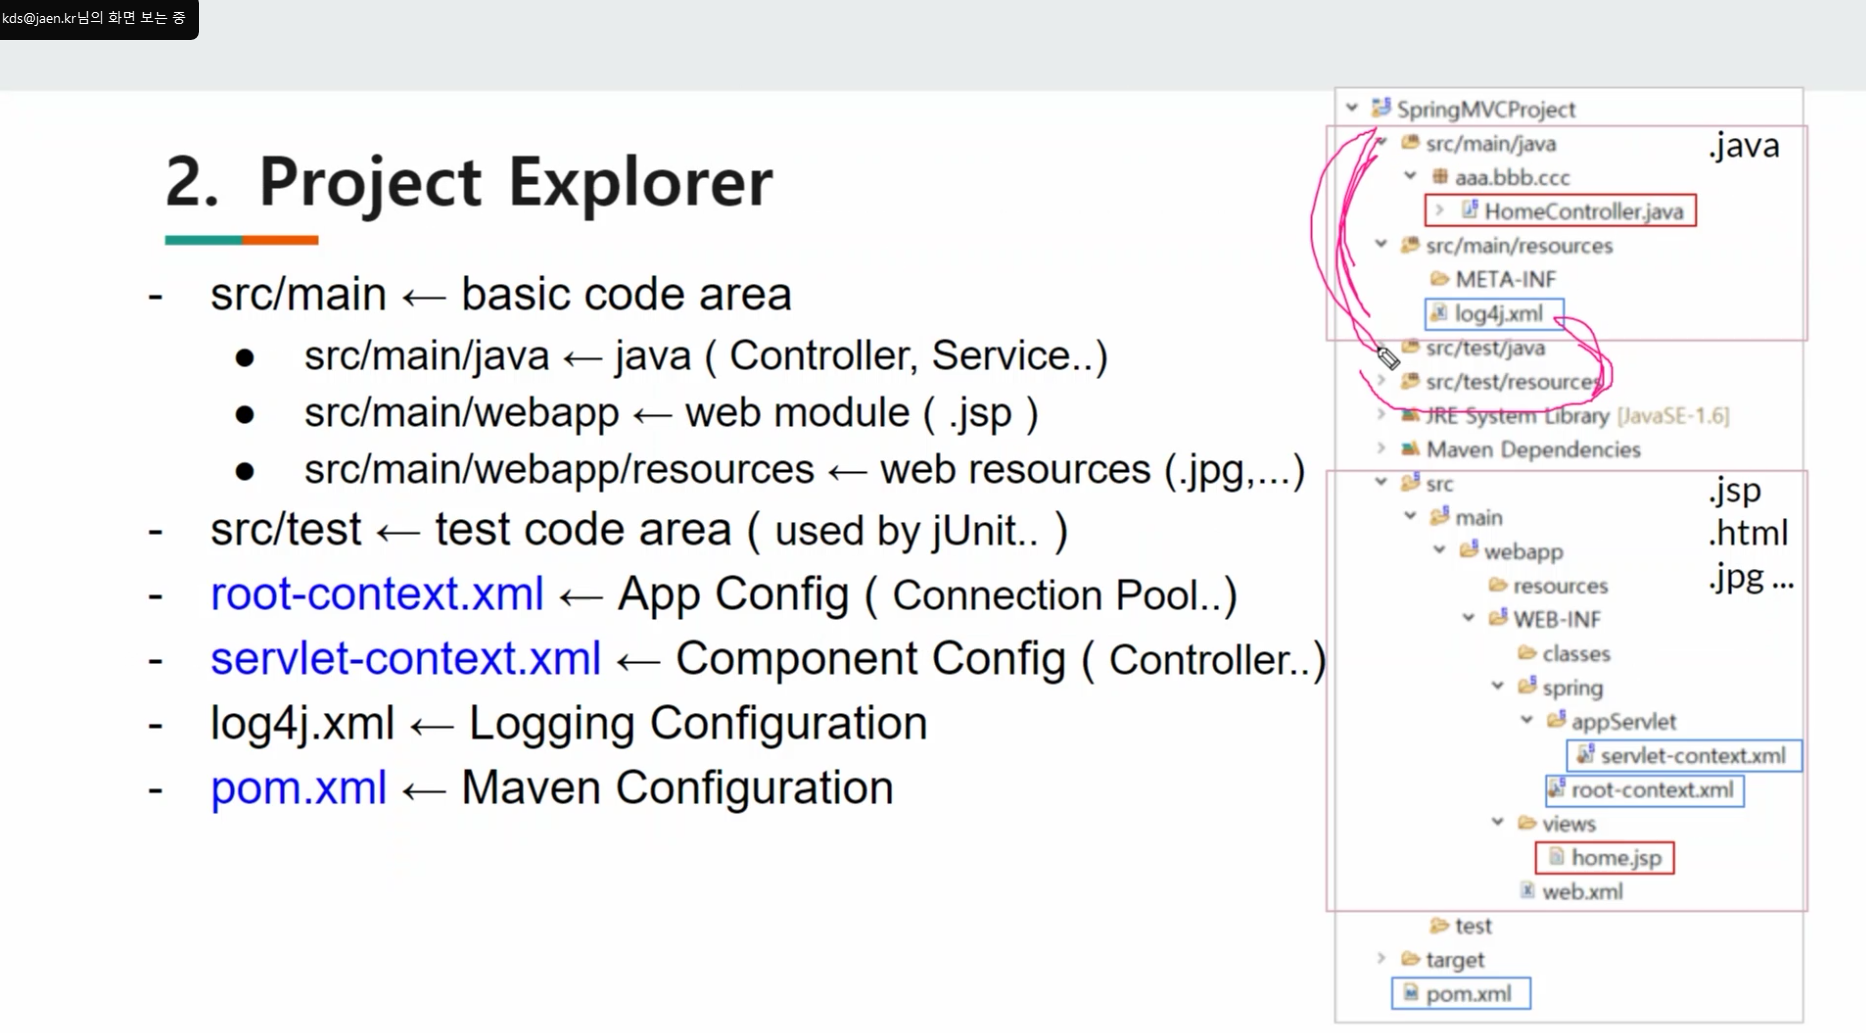 kds@jaen.kr님의 화면 보는 중
2. Project Explorer
- src/main ← basic code area
● src/main/java ← java ( Controller, Service..)
● src/main/webapp ← web module ( .jsp )
● src/main/webapp/resources ← web resources (.jpg,...)
- src/test ← test code area ( used by jUnit.. )
- root-context.xml ← App Config ( Connection Pool..)
- servlet-context.xml ← Component Config ( Controller..)
- log4j.xml ← Logging Configuration
- pom.xml ← Maven Configuration
SpringMVCProject
src/main/java
.java
aaa.bbb.ccc
HomeController.java
src/main/resources
META-INF
log4j.xml
src/test/java
src/test/resources
JRE System Library [JavaSE-1.6]
Maven Dependencies
src
.jsp
main
.html
webapp
.jpg ...
resources
WEB-INF
classes
spring
appServlet
servlet-context.xml
root-context.xml
views
home.jsp
web.xml
test
target
pom.xml